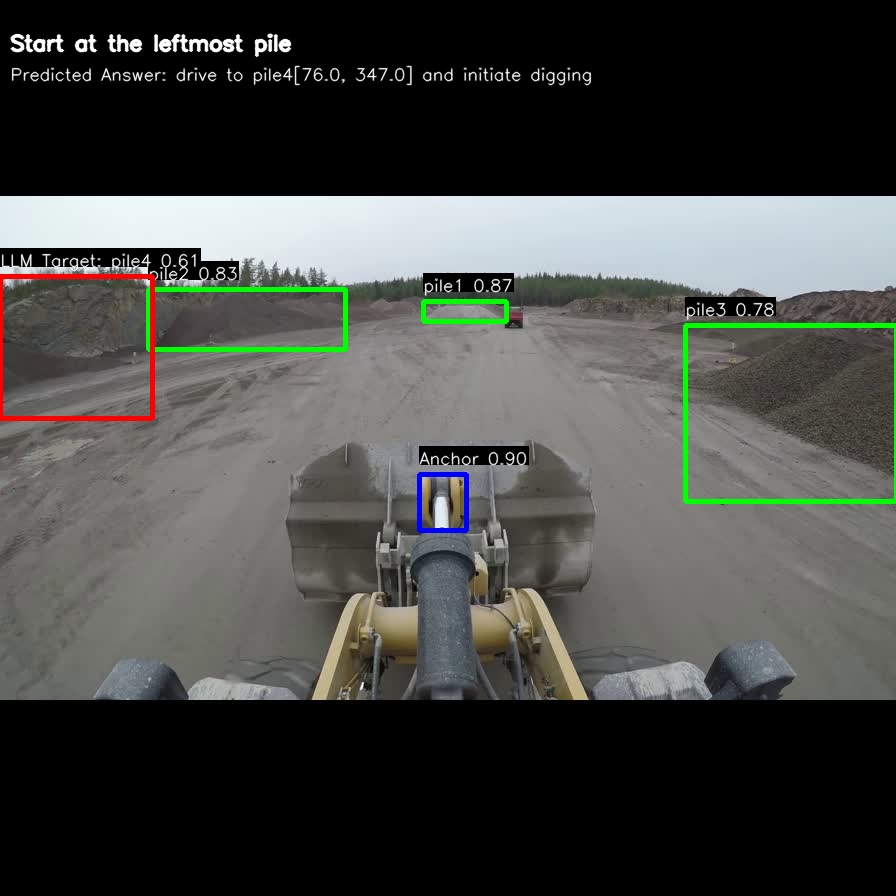 Start at the leftmost pile
Predicted Answer: drive to pile4[76.0, 347.0] and initiate digging
LLM Target: pile4 0.61
pile2 0.83
pile1 0.87
pile3 0.78
Anchor 0.90